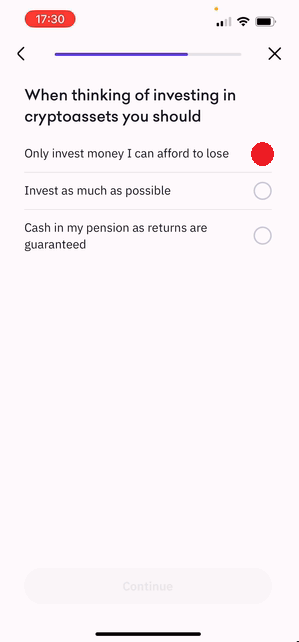 17:30
When thinking of investing in
cryptoassets you should
Only invest money I can afford to lose
Invest as much as possible
Cash in my pension as returns are
guaranteed
Continue